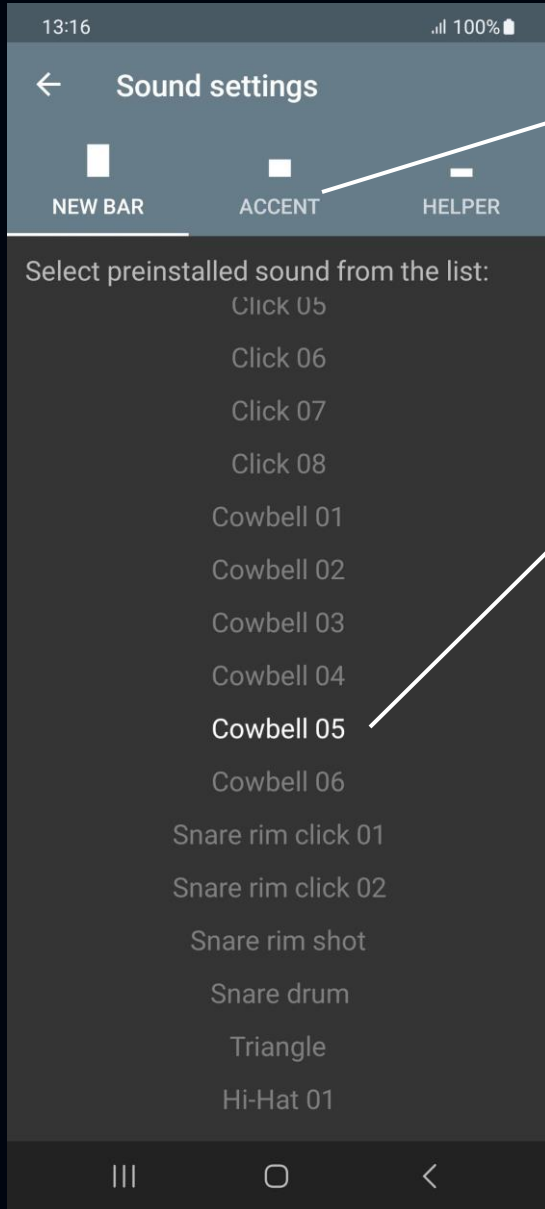 13:16 100%
Sound settings
NEW BAR ACCENT HELPER
Select preinstalled sound from the list:
Click 05
Click 06
Click 07
Click 08
Cowbell 01
Cowbell 02
Cowbell 03
Cowbell 04
Cowbell 05
Cowbell 06
Snare rim click 01
Snare rim click 02
Snare rim shot
Snare drum
Triangle
Hi-Hat 01